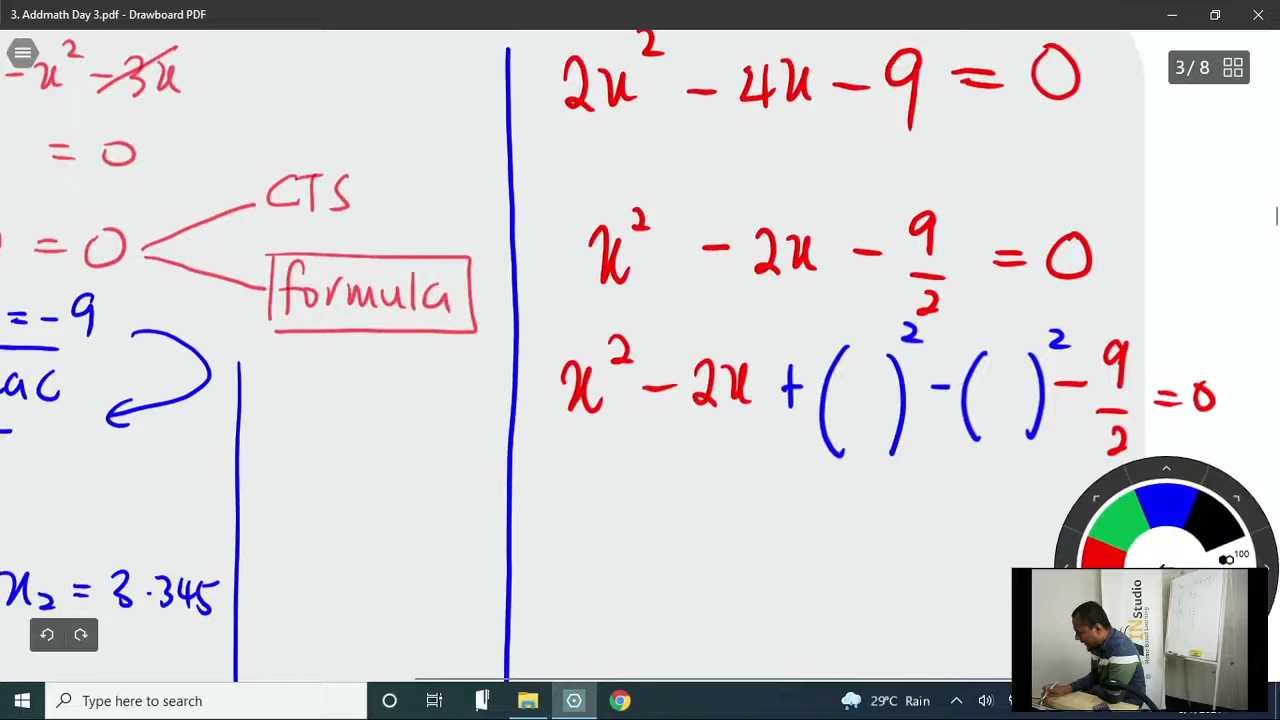 3. Addmath Day 3.pdf - Drawboard PDF
3/8
-x² -3x
= 0
= 0
CTS
formula
= -9
ac
x₂ = 3.345
2x² - 4x - 9 = 0
x² - 2x - 9/2 = 0
x² - 2x + ( )² - ( )² - 9/2 = 0
100
INStudio
Type here to search
29°C Rain